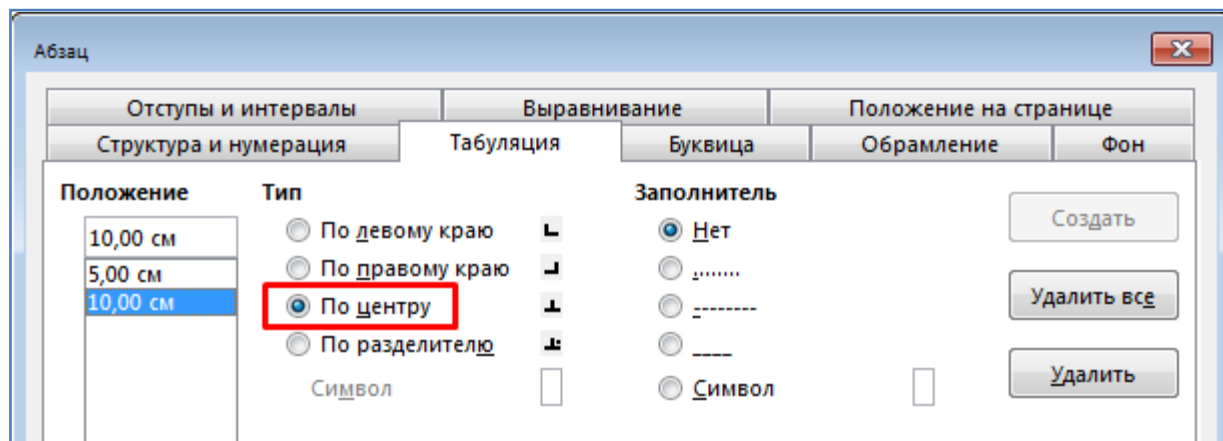 Абзац
Отступы и интервалы Выравнивание Положение на странице
Структура и нумерация Табуляция Буквица Обрамление Фон
Положение Тип Заполнитель
10,00 см По левому краю Нет Создать
5,00 см По правому краю ........
10,00 см По центру -------- Удалить все
По разделителю ____
Символ Символ Удалить